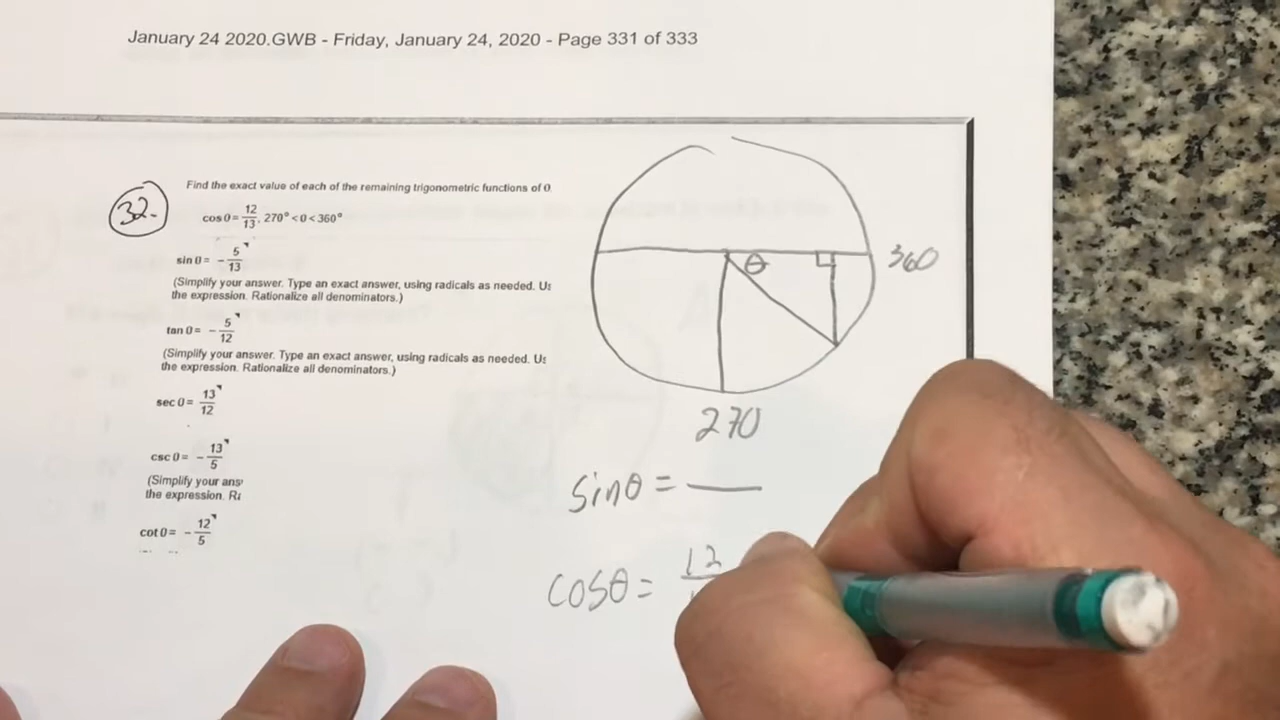 January 24 2020.GWB - Friday, January 24, 2020 - Page 331 of 333
32.
Find the exact value of each of the remaining trigonometric functions of θ.
cos θ = 12/13, 270° < θ < 360°
sin θ = - 5/13
(Simplify your answer. Type an exact answer, using radicals as needed. Us
the expression. Rationalize all denominators.)
tan θ = - 5/12
(Simplify your answer. Type an exact answer, using radicals as needed. Us
the expression. Rationalize all denominators.)
sec θ = 13/12
csc θ = - 13/5
(Simplify your ans
the expression. Ra
cot θ = - 12/5
θ
360
270
sinθ =
cosθ = 12